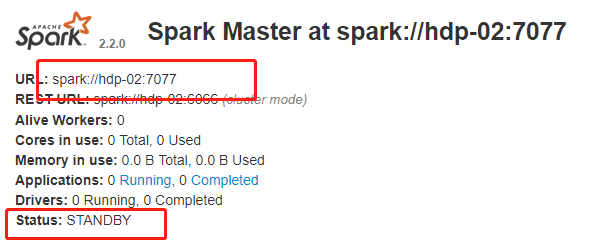 APACHE
Spark 2.2.0 Spark Master at spark://hdp-02:7077
URL: spark://hdp-02:7077
REST URL: spark://hdp-02:6066 (cluster mode)
Alive Workers: 0
Cores in use: 0 Total, 0 Used
Memory in use: 0.0 B Total, 0.0 B Used
Applications: 0 Running, 0 Completed
Drivers: 0 Running, 0 Completed
Status: STANDBY